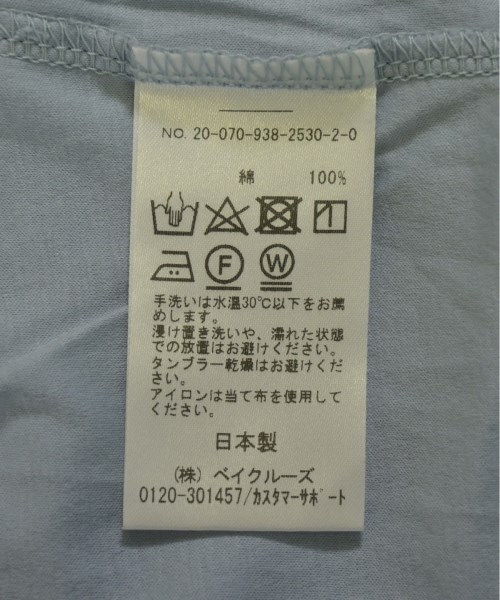 NO. 20-070-938-2530-2-0
綿 100%
F W
手洗いは水温30℃以下をお薦
めします。
浸け置き洗いや、濡れた状態
での放置はお避けください。
タンブラー乾燥はお避けくださ
い。
アイロンは当て布を使用して
ください。
日本製
(株) ベイクルーズ
0120-301457/カスタマーサポート